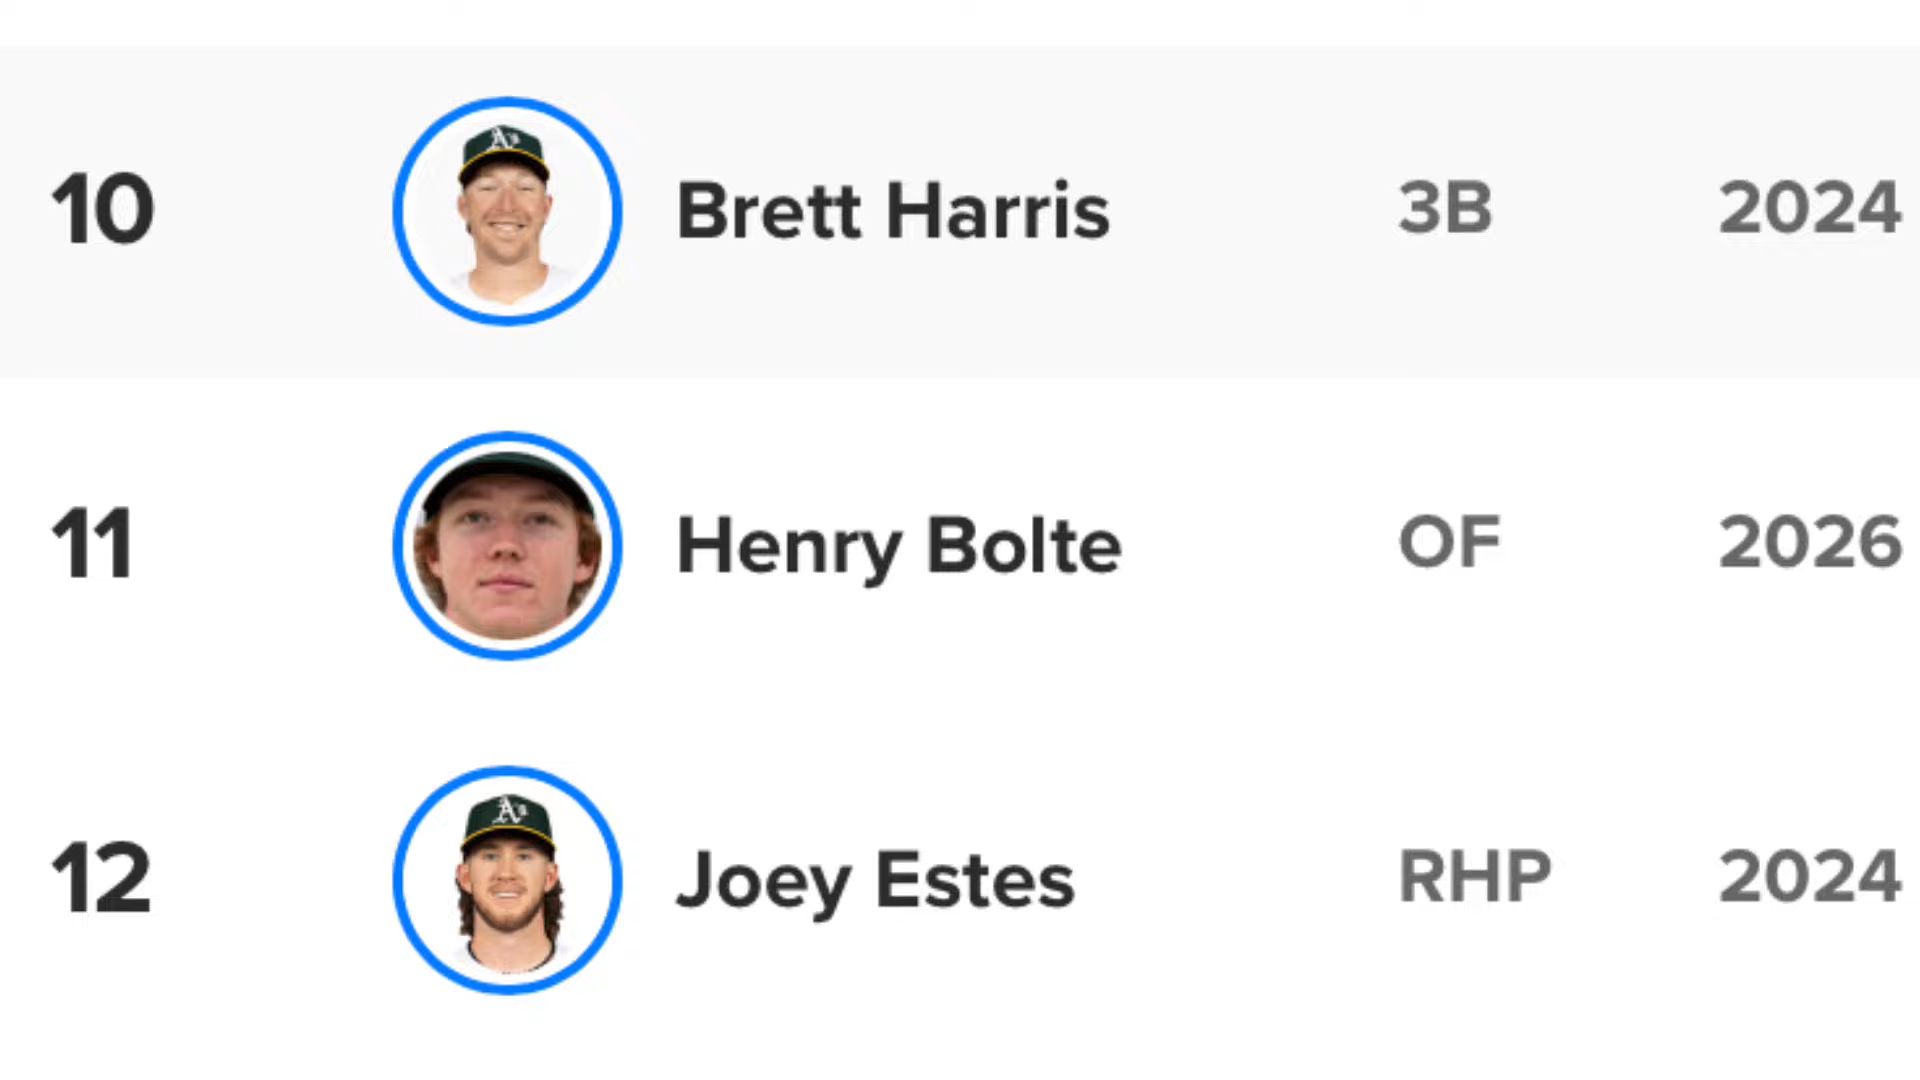 10 A's Brett Harris 3B 2024
11 Henry Bolte OF 2026
12 A's Joey Estes RHP 2024